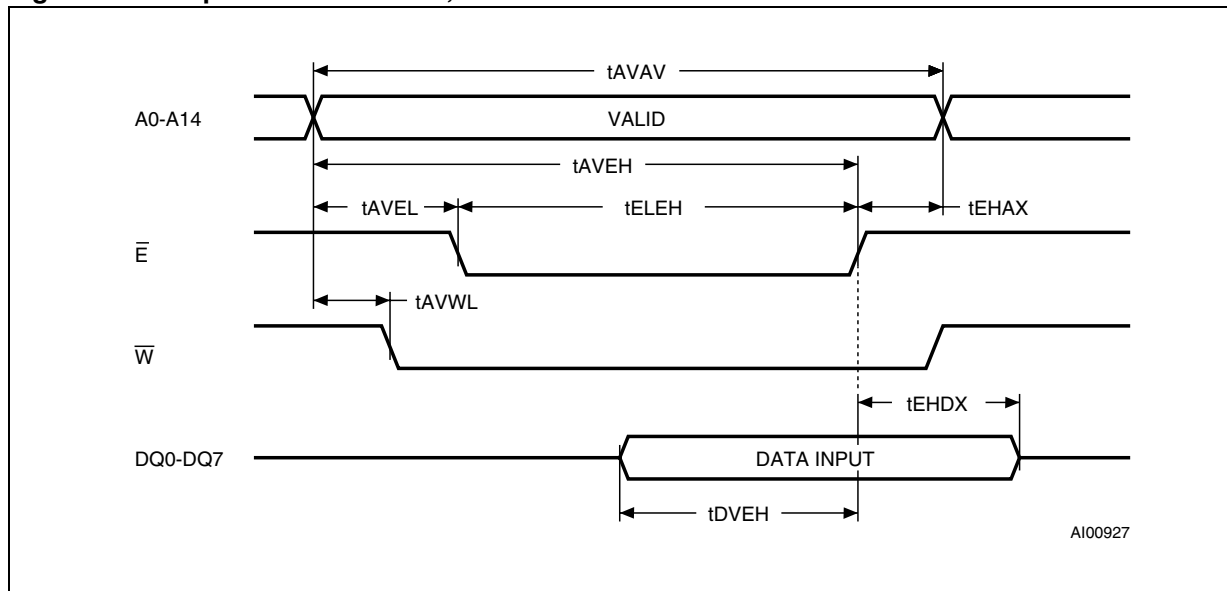 tAVAV
A0-A14
VALID
tAVEH
tAVEL
tELEH
tEHAX
E̅
tAVWL
W̅
tEHDX
DQ0-DQ7
DATA INPUT
tDVEH
AI00927